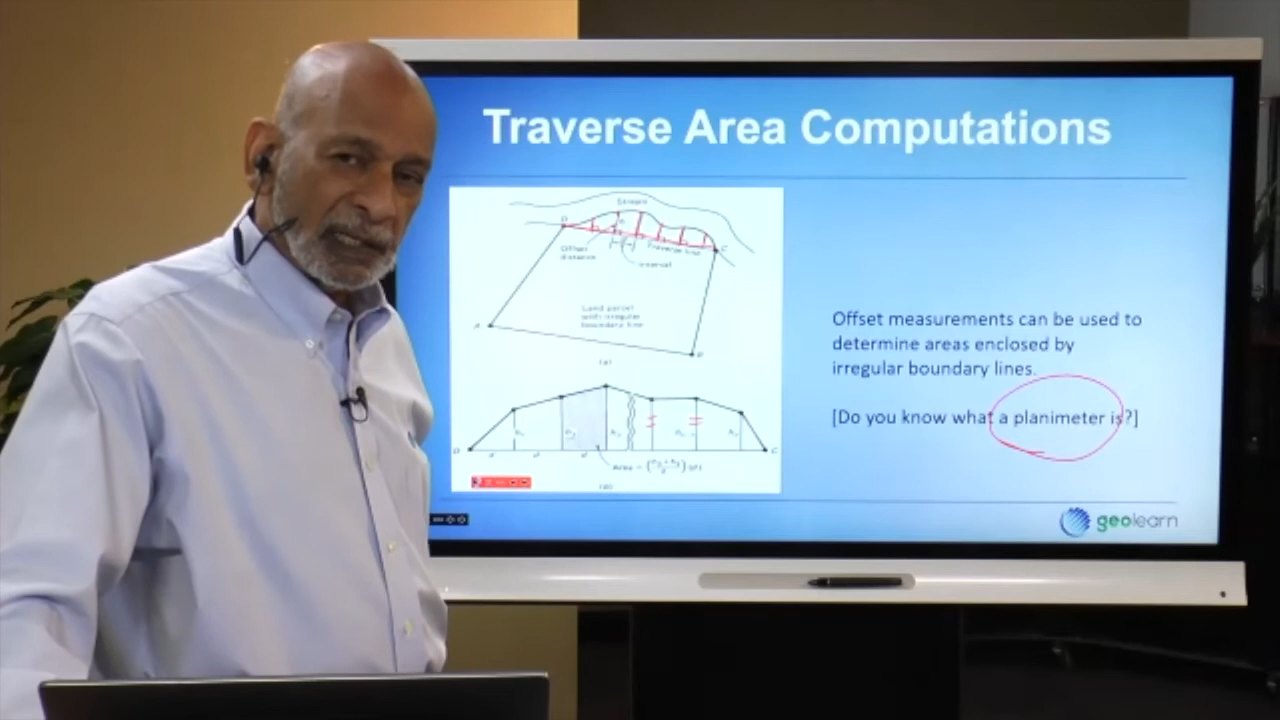 Traverse Area Computations
Stream
D
Offset
distance
Interval
Traverse line
C
Land parcel
with irregular
boundary line
A
B
(a)
D
C
Area =
(b)
Offset measurements can be used to
determine areas enclosed by
irregular boundary lines.
[Do you know what a planimeter is?]
geolearn